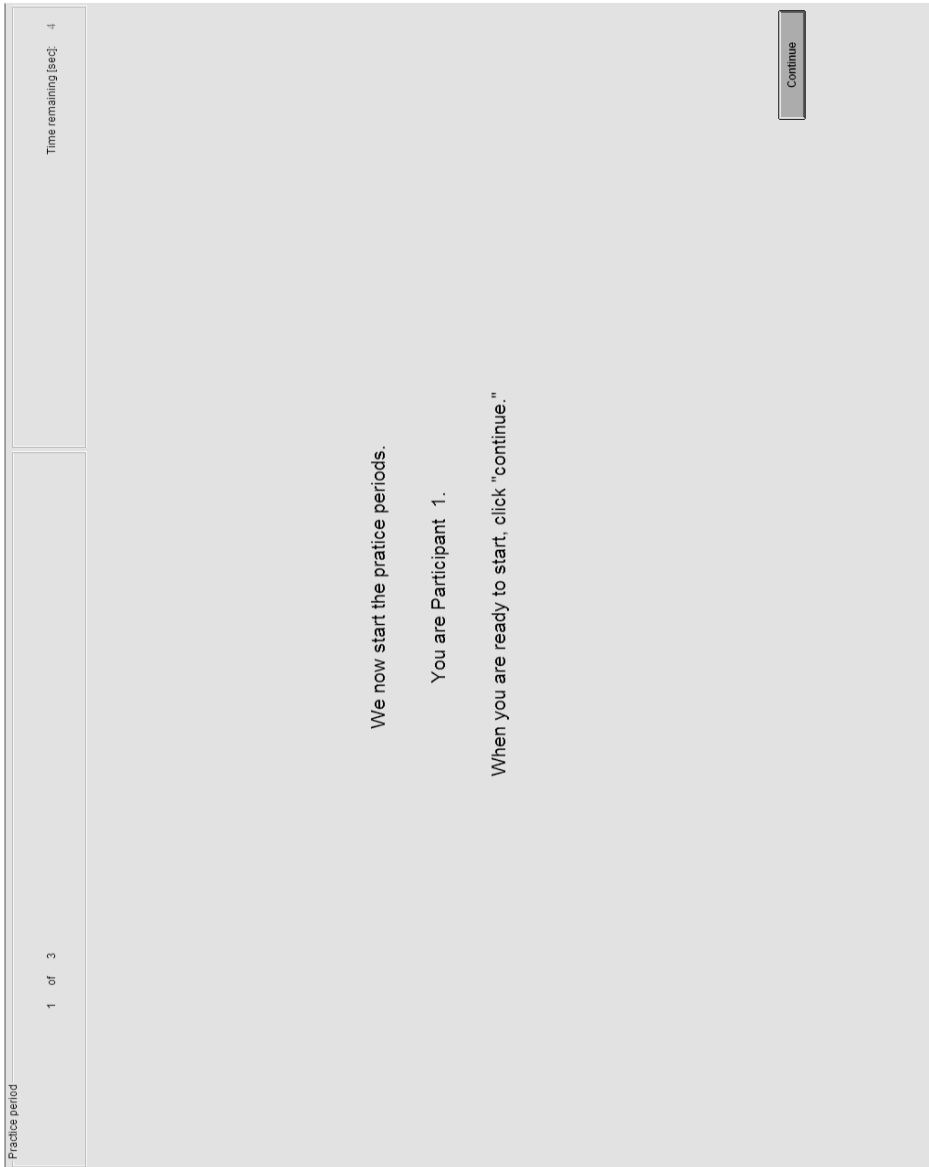 Practice period
1 of 3
Time remaining [sec]: 4
We now start the pratice periods.
You are Participant 1.
When you are ready to start, click "continue."
Continue